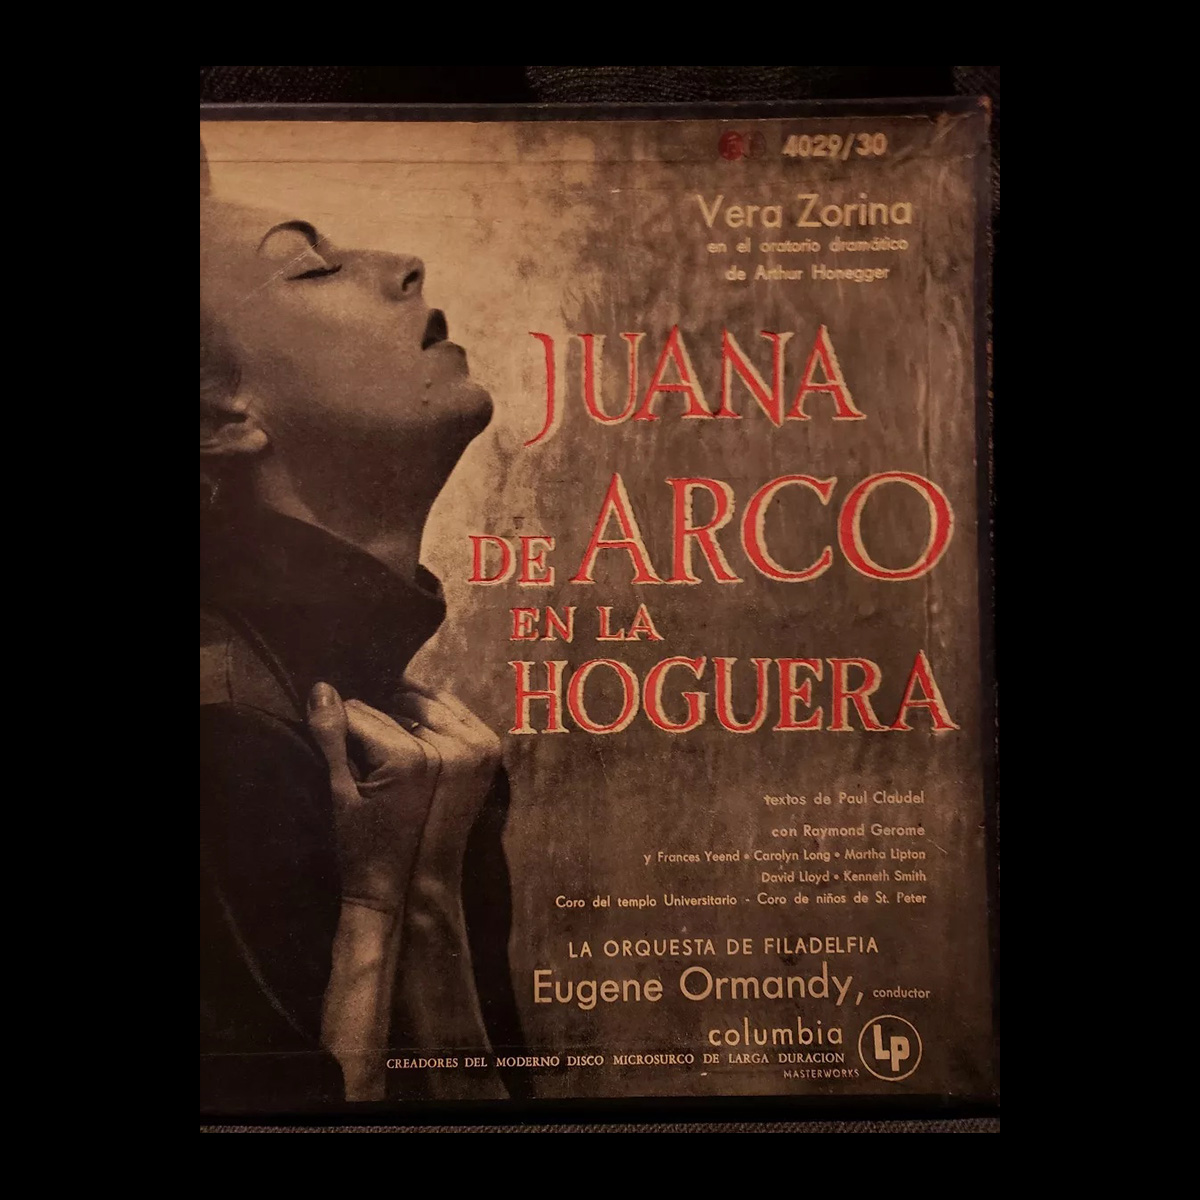 4029/30
Vera Zorina
en el oratorio dramático
de Arthur Honegger
JUANA
DE ARCO
EN LA
HOGUERA
textos de Paul Claudel
con Raymond Gerome
y Frances Yeend • Carolyn Long • Martha Lipton
David Lloyd • Kenneth Smith
Coro del templo Universitario - Coro de niños de St. Peter
LA ORQUESTA DE FILADELFIA
Eugene Ormandy, conductor
columbia
LP
CREADORES DEL MODERNO DISCO MICROSURCO DE LARGA DURACION
MASTERWORKS